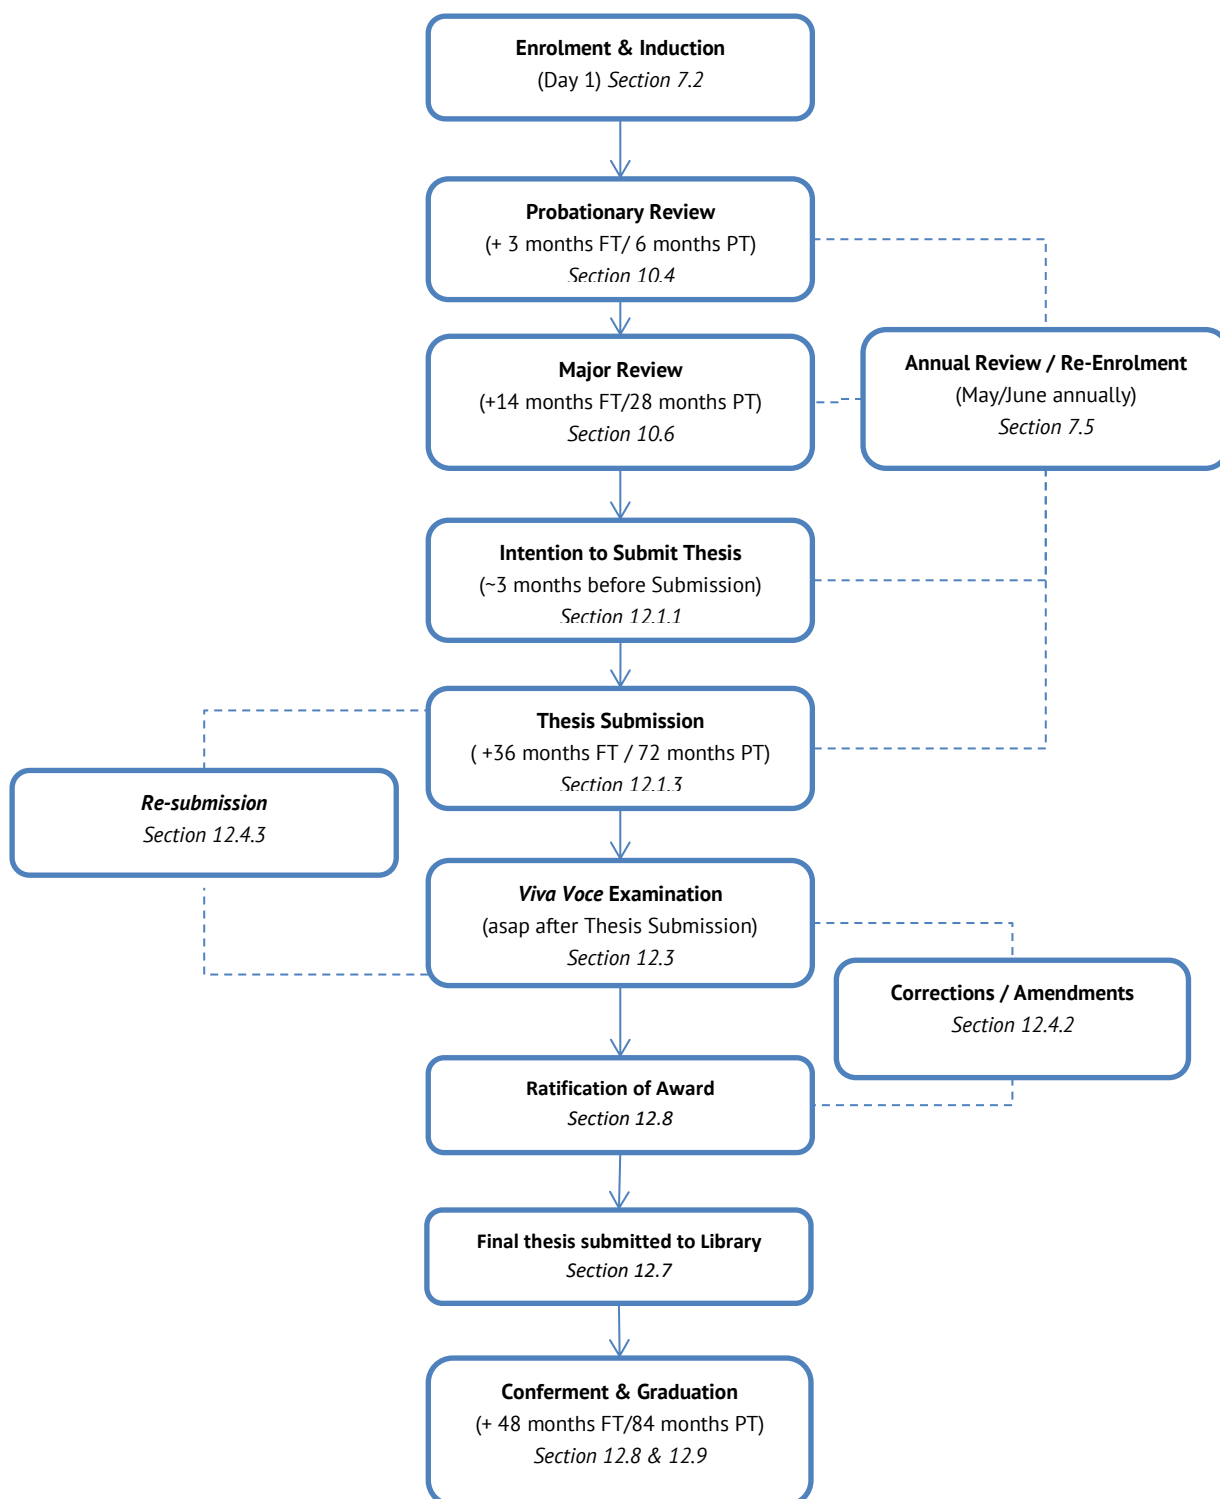 Enrolment & Induction
(Day 1) Section 7.2
Probationary Review
(+ 3 months FT/ 6 months PT)
Section 10.4
Major Review
(+14 months FT/28 months PT)
Section 10.6
Annual Review / Re-Enrolment
(May/June annually)
Section 7.5
Intention to Submit Thesis
(~3 months before Submission)
Section 12.1.1
Thesis Submission
( +36 months FT / 72 months PT)
Section 12.1.3
Re-submission
Section 12.4.3
Viva Voce Examination
(asap after Thesis Submission)
Section 12.3
Corrections / Amendments
Section 12.4.2
Ratification of Award
Section 12.8
Final thesis submitted to Library
Section 12.7
Conferment & Graduation
(+ 48 months FT/84 months PT)
Section 12.8 & 12.9